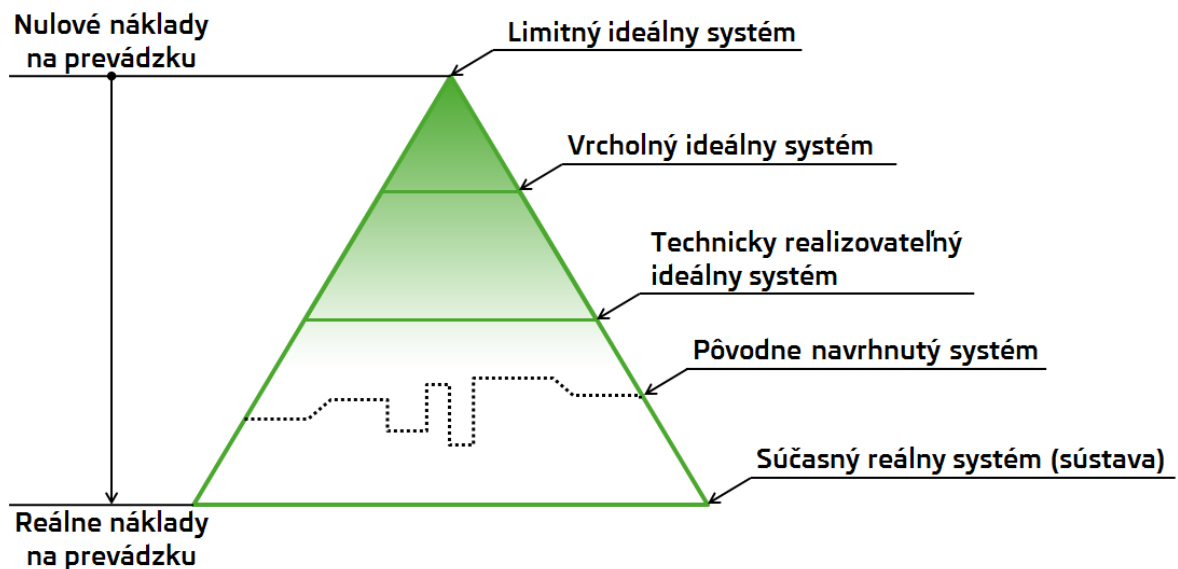 Nulové náklady
na prevádzku
Limitný ideálny systém
Vrcholný ideálny systém
Technicky realizovateľný
ideálny systém
Pôvodne navrhnutý systém
Súčasný reálny systém (sústava)
Reálne náklady
na prevádzku